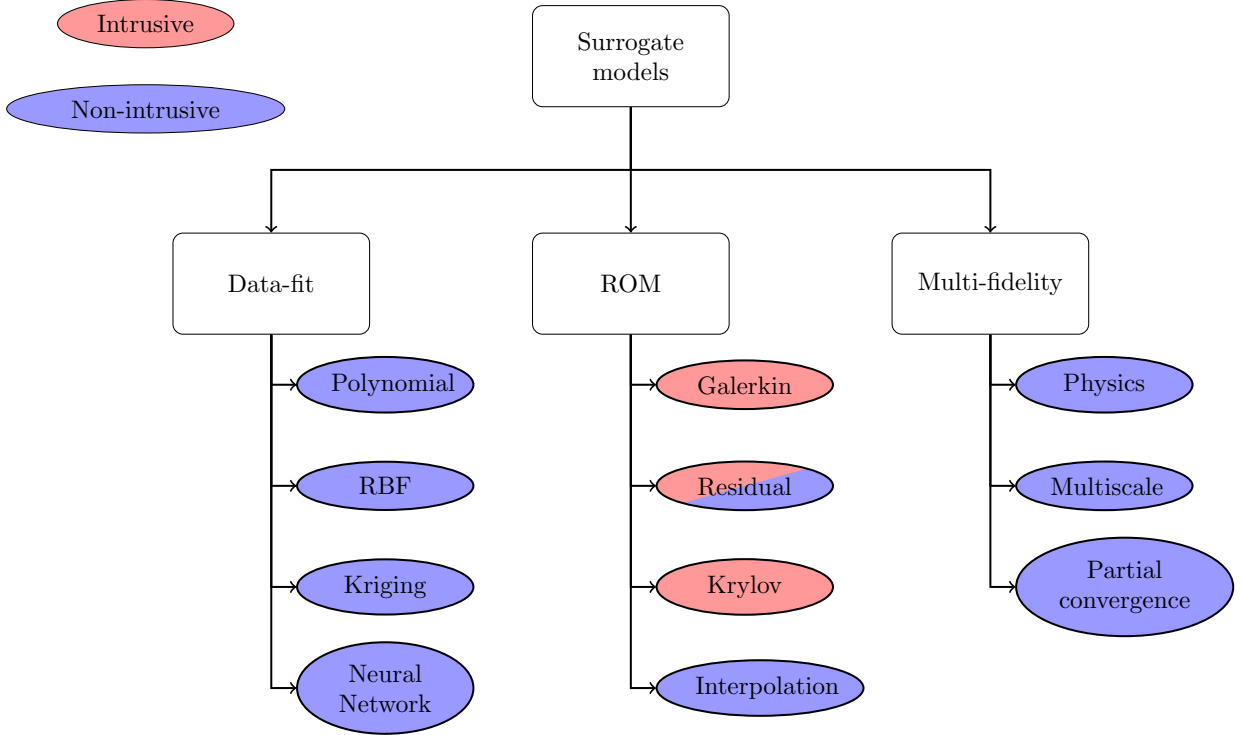 Intrusive
Non-intrusive
Surrogate
models
Data-fit
ROM
Multi-fidelity
Polynomial
RBF
Kriging
Neural
Network
Galerkin
Residual
Krylov
Interpolation
Physics
Multiscale
Partial
convergence